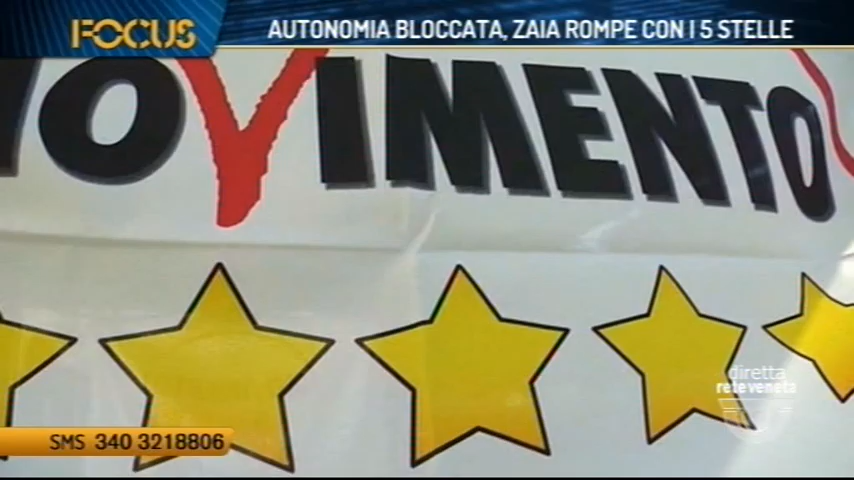 FOCUS
AUTONOMIA BLOCCATA, ZAIA ROMPE CON I 5 STELLE
MOVIMENTO
diretta
reteveneta
SMS 340 3218806